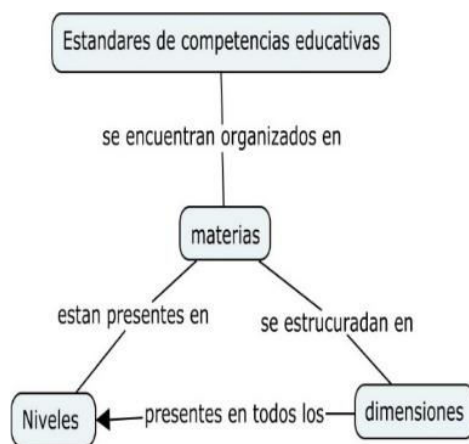 Estandares de competencias educativas
se encuentran organizados en
materias
estan presentes en
se estrucuradan en
Niveles
presentes en todos los
dimensiones